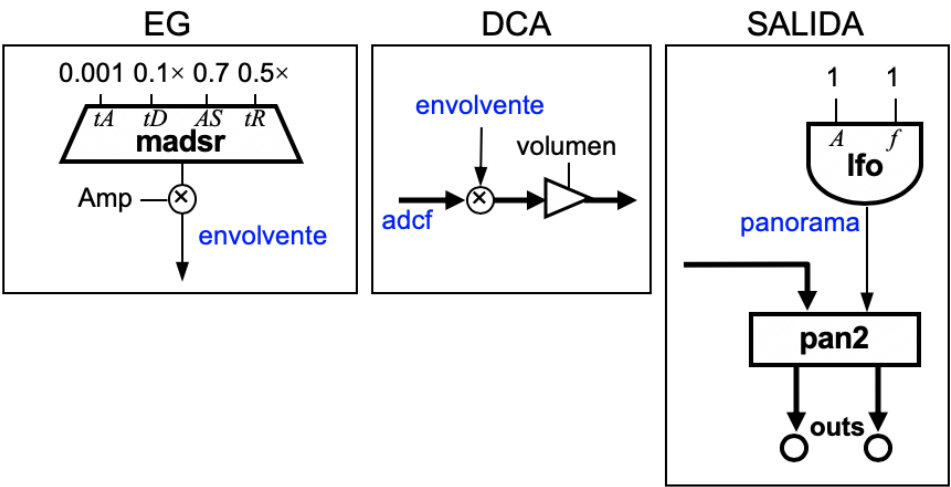 EG
0.001 0.1× 0.7 0.5×
tA tD AS tR
madsr
Amp
×
envolvente
DCA
envolvente
volumen
×
adcf
SALIDA
1 1
A f
lfo
panorama
pan2
outs